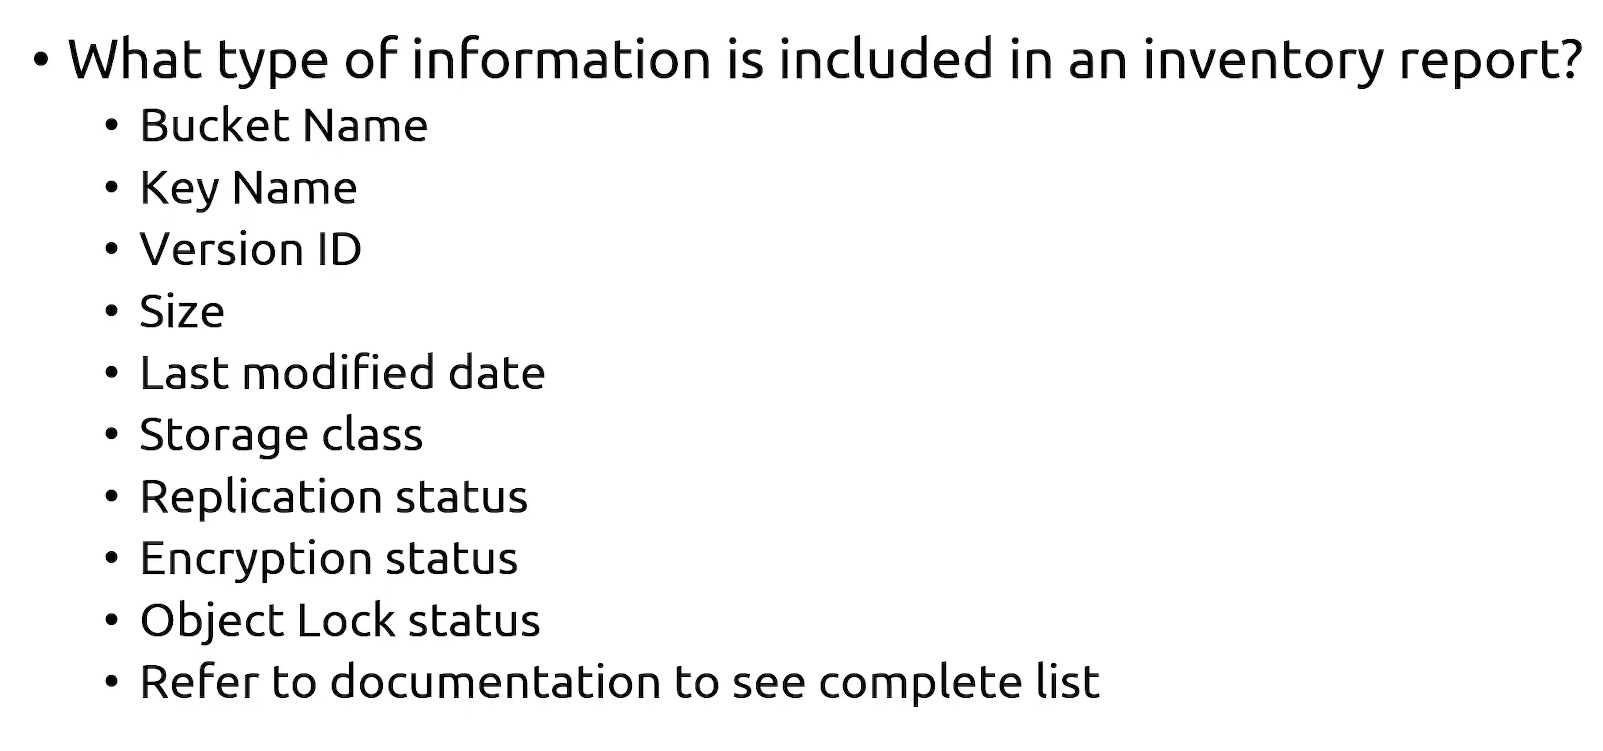 • What type of information is included in an inventory report?
• Bucket Name
• Key Name
• Version ID
• Size
• Last modified date
• Storage class
• Replication status
• Encryption status
• Object Lock status
• Refer to documentation to see complete list